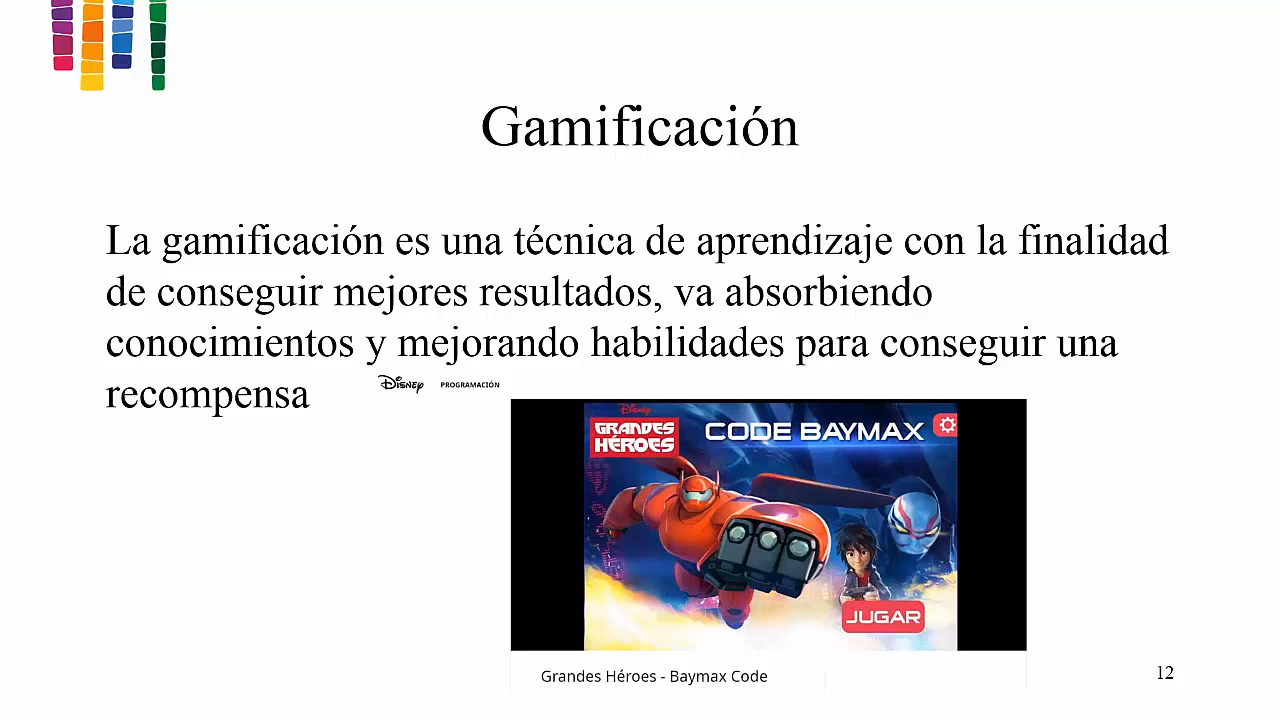 Gamificación
La gamificación es una técnica de aprendizaje con la finalidad
de conseguir mejores resultados, va absorbiendo
conocimientos y mejorando habilidades para conseguir una
recompensa
Disney PROGRAMACIÓN
Disney
GRANDES
HÉROES
CODE BAYMAX
JUGAR
Grandes Héroes - Baymax Code
12